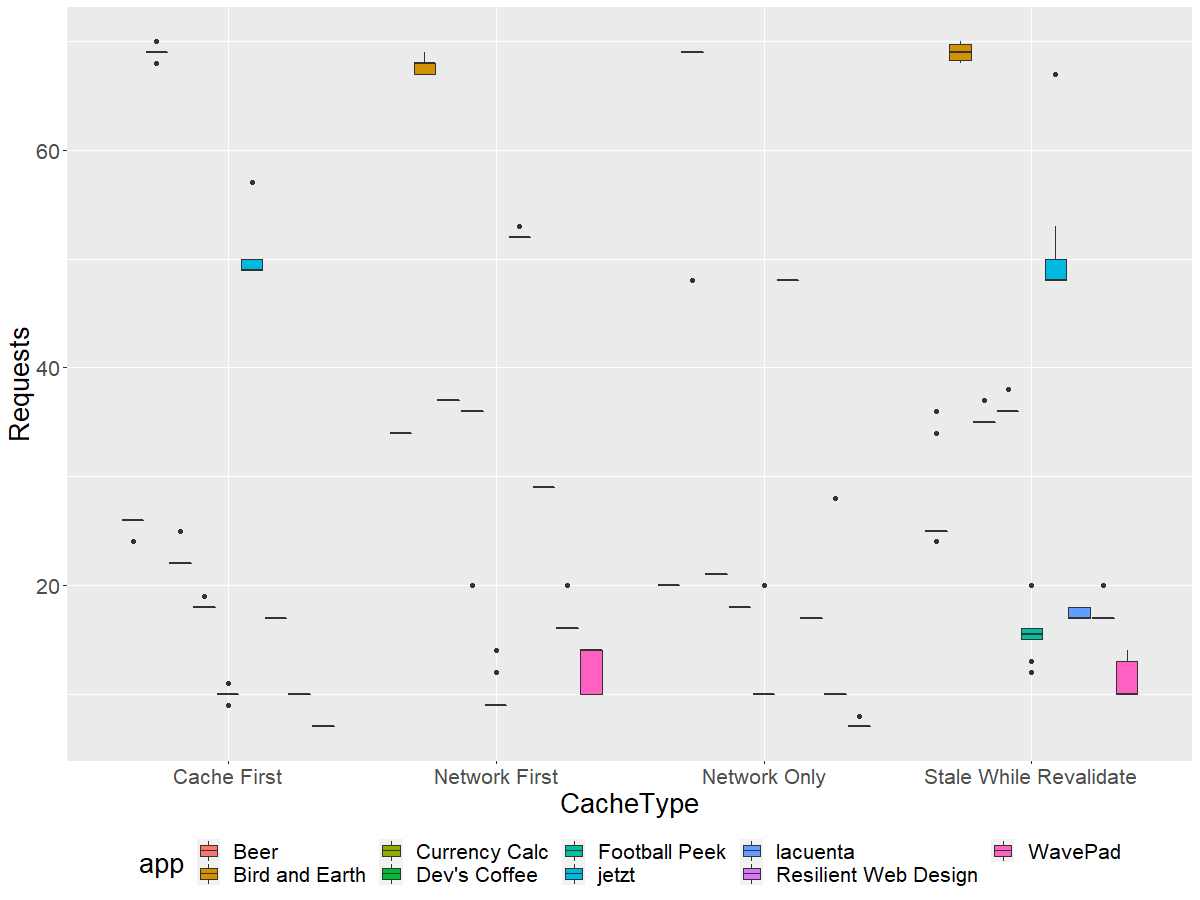 Requests
60
40
20
Cache First
Network First
Network Only
Stale While Revalidate
CacheType
app
Beer
Currency Calc
Football Peek
lacuenta
WavePad
Bird and Earth
Dev's Coffee
jetzt
Resilient Web Design